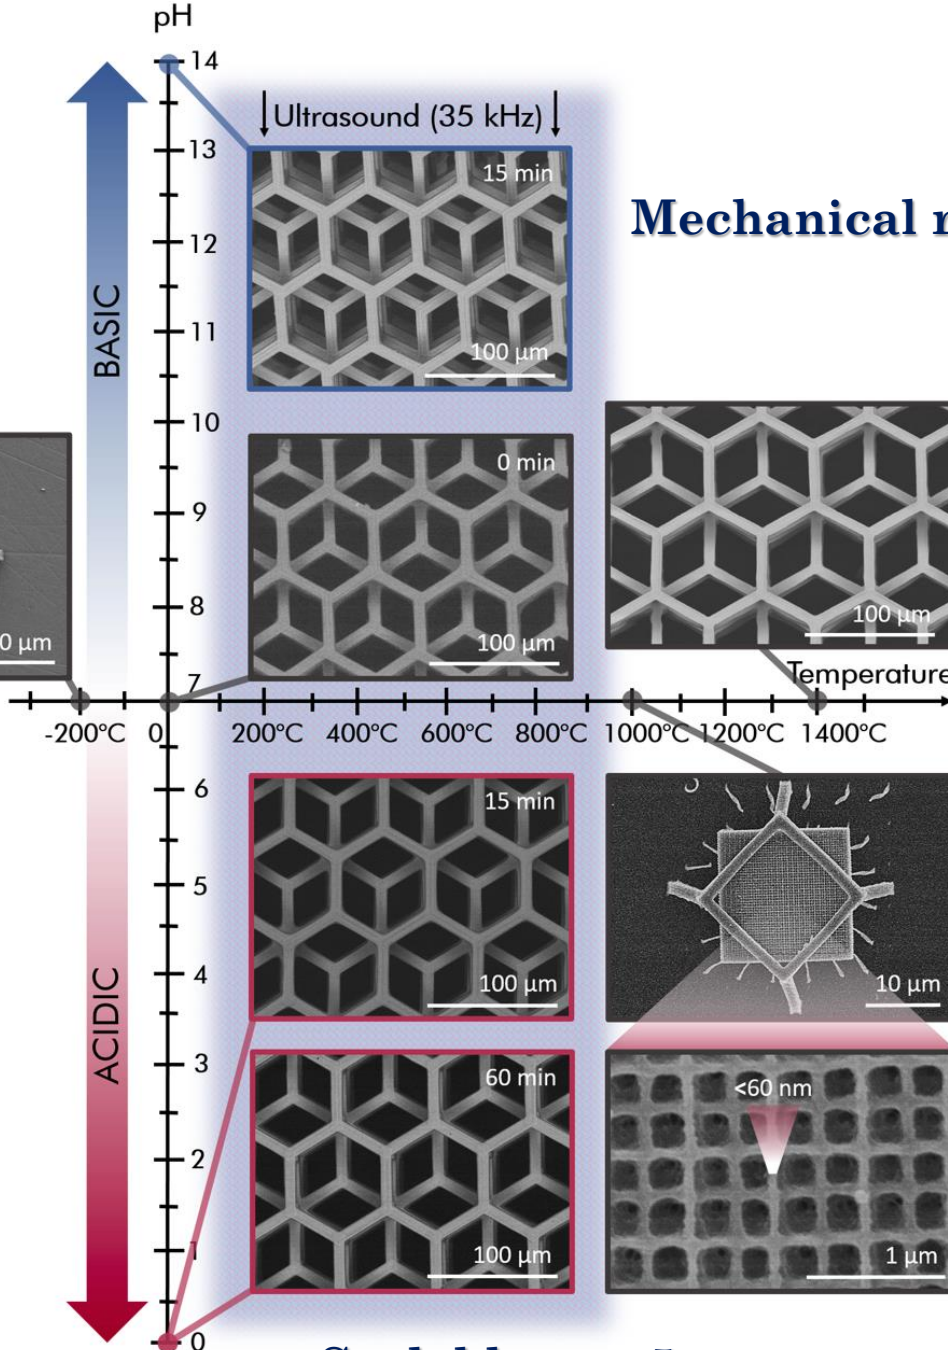 pH
14
Ultrasound (35 kHz)
13
15 min
Mechanical
12
BASIC
11
100 µm
10
0 min
9
8
100 µm
100 µm
0 µm
7
Temperature
-200°C 0 200°C 400°C 600°C 800°C 1000°C 1200°C 1400°C
6
15 min
5
4
100 µm
10 µm
ACIDIC
3
60 min
<60 nm
2
1
100 µm
1 µm
0